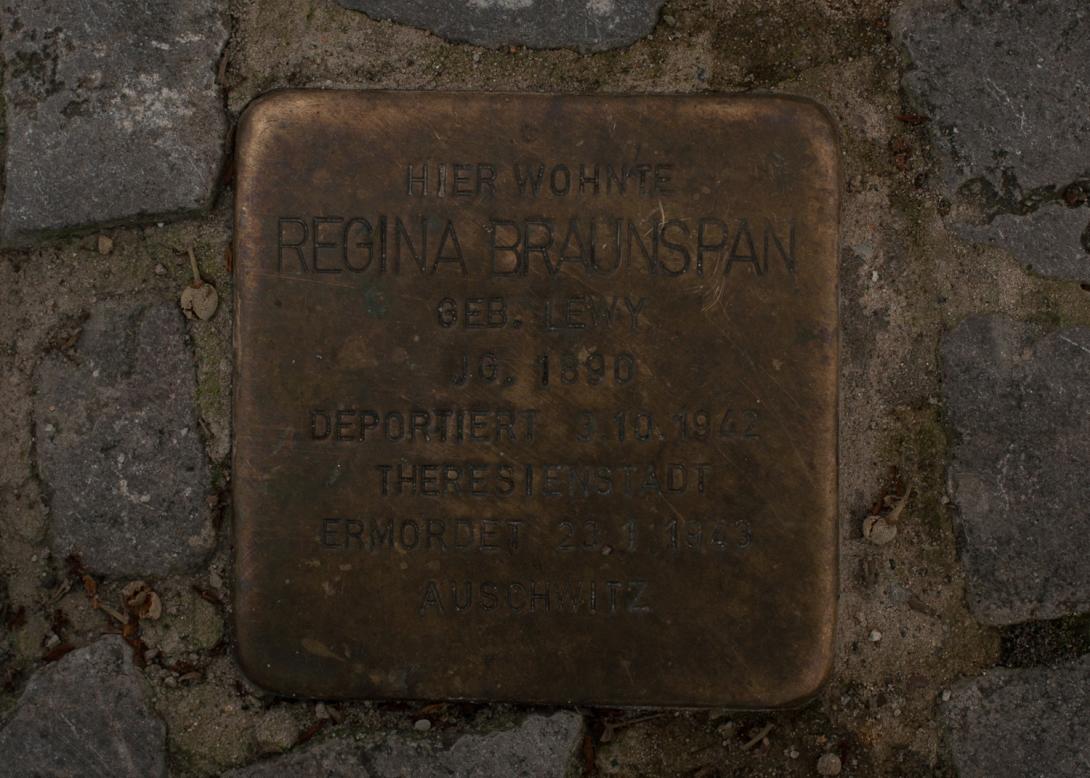 HIER WOHNTE
REGINA BRAUNSPAN
GEB. LEWY
JG. 1890
DEPORTIERT 3.10.1942
THERESIENSTADT
ERMORDET 23.1.1943
AUSCHWITZ